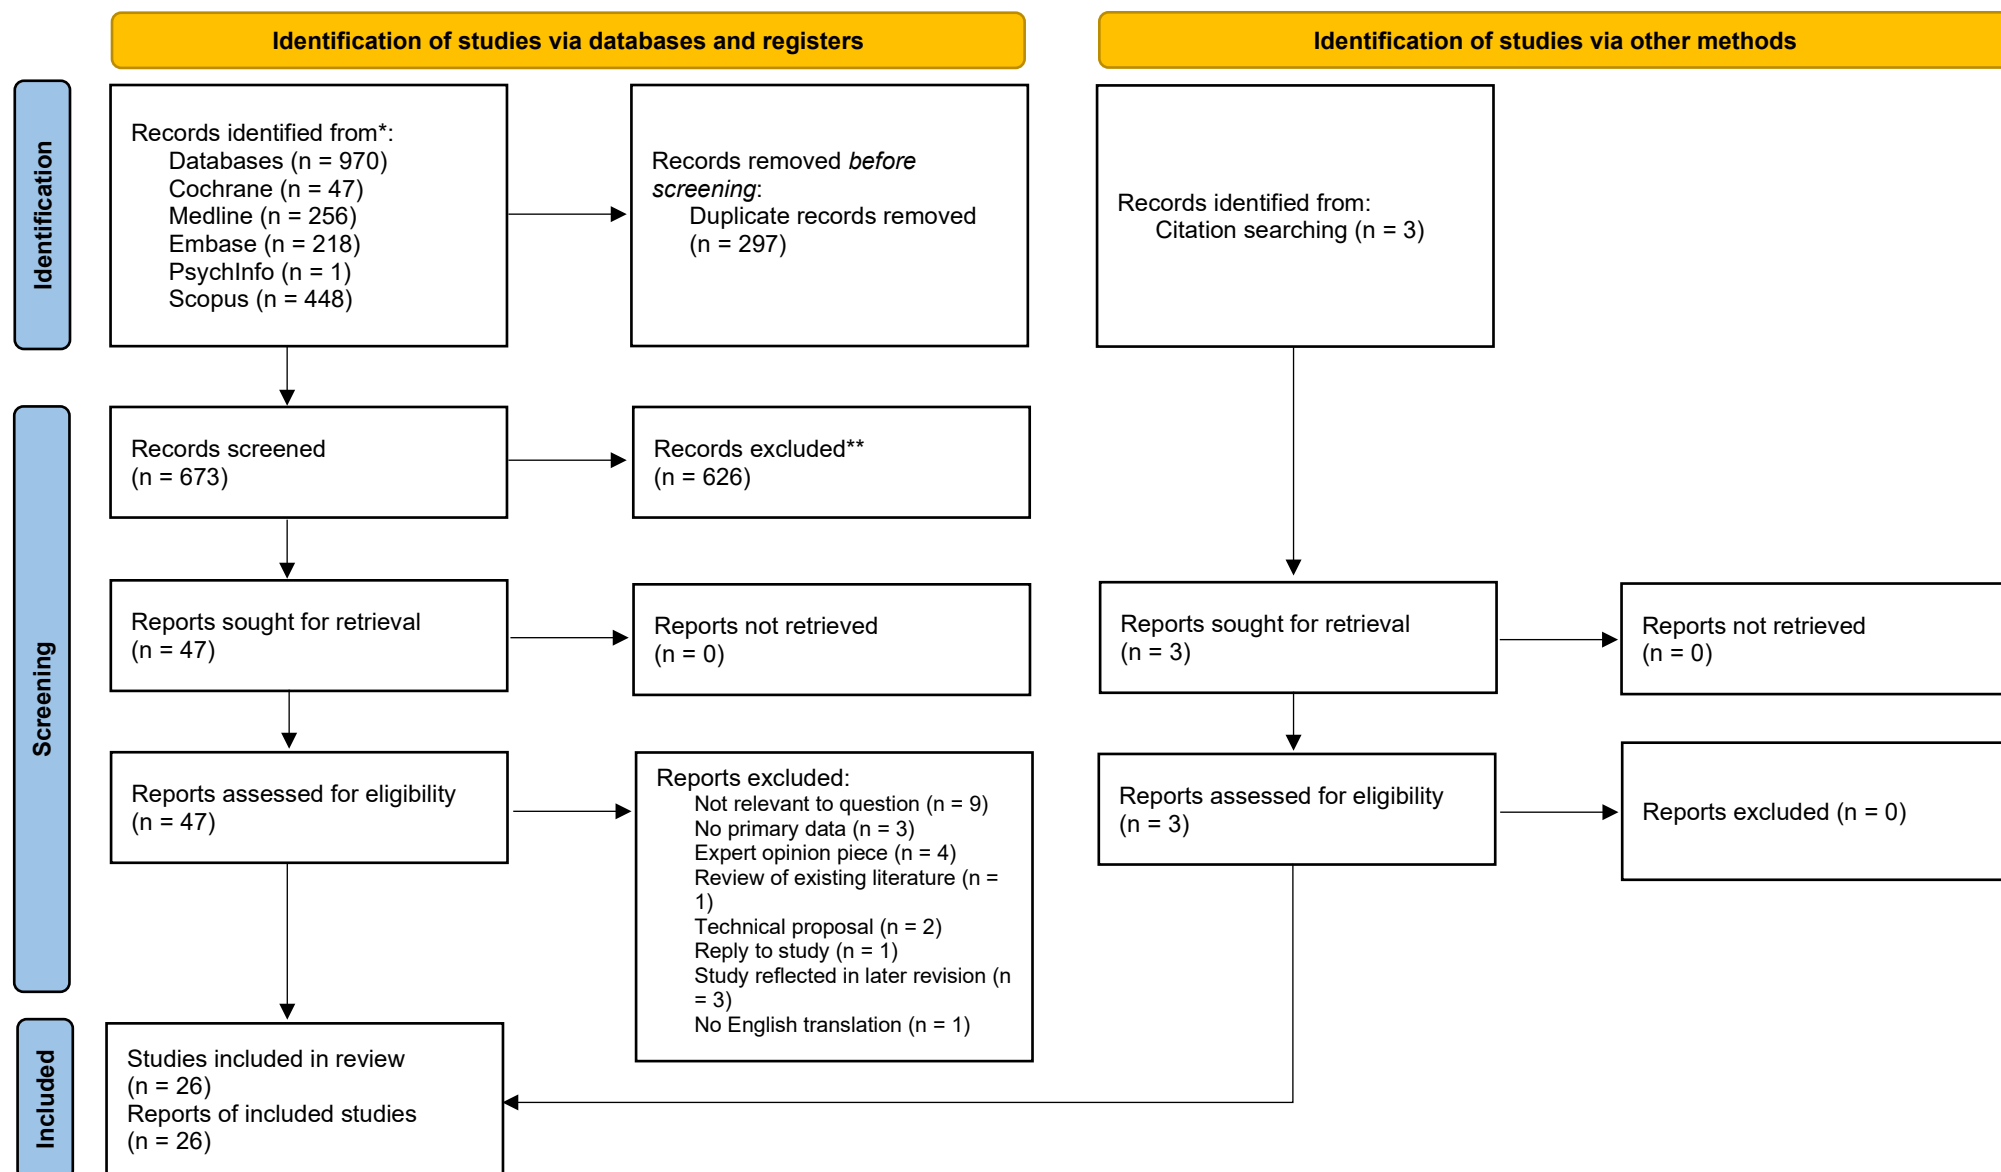 Identification of studies via databases and registers
Identification of studies via other methods
Identification
Records identified from*:
Databases (n = 970)
Cochrane (n = 47)
Medline (n = 256)
Embase (n = 218)
PsychInfo (n = 1)
Scopus (n = 448)
Records removed before
screening:
Duplicate records removed
(n = 297)
Records identified from:
Citation searching (n = 3)
Screening
Records screened
(n = 673)
Records excluded**
(n = 626)
Reports sought for retrieval
(n = 47)
Reports not retrieved
(n = 0)
Reports sought for retrieval
(n = 3)
Reports not retrieved
(n = 0)
Reports assessed for eligibility
(n = 47)
Reports excluded:
Not relevant to question (n = 9)
No primary data (n = 3)
Expert opinion piece (n = 4)
Review of existing literature (n =
1)
Technical proposal (n = 2)
Reply to study (n = 1)
Study reflected in later revision (n
= 3)
No English translation (n = 1)
Reports assessed for eligibility
(n = 3)
Reports excluded (n = 0)
Included
Studies included in review
(n = 26)
Reports of included studies
(n = 26)